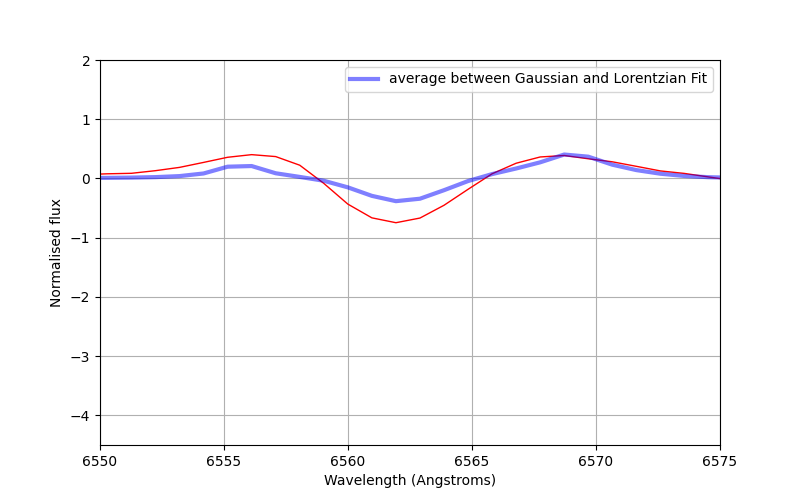 average between Gaussian and Lorentzian Fit
2
1
0
−1
−2
−3
−4
Normalised flux
6550 6555 6560 6565 6570 6575
Wavelength (Angstroms)